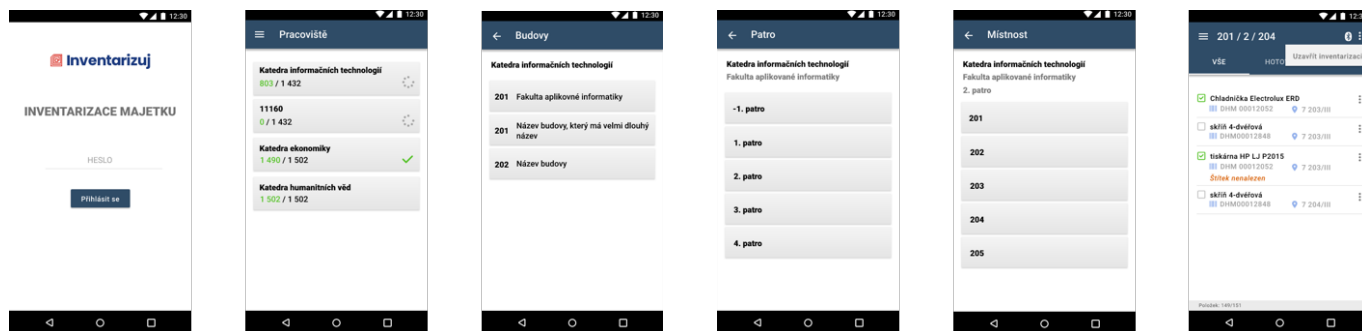 12:30
Inventarizuj
INVENTARIZACE MAJETKU
HESLO
Přihlásit se
12:30
Pracoviště
Katedra informačních technologií
803 / 1 432
11160
0 / 1 432
Katedra ekonomiky
1 490 / 1 502
Katedra humanitních věd
1 502 / 1 502
12:30
Budovy
Katedra informačních technologií
201 Fakulta aplikovné informatiky
201 Název budovy, který má velmi dlouhý
název
202 Název budovy
12:30
Patro
Katedra informačních technologií
Fakulta aplikované informatiky
-1. patro
1. patro
2. patro
3. patro
4. patro
12:30
Místnost
Katedra informačních technologií
Fakulta aplikované informatiky
2. patro
201
202
203
204
205
201 / 2 / 204
Uzavřít inventarizaci
VŠE HOTO
Chladnička Electrolux ERD
DHM 00012052 7 203/III
skříň 4-dvéřová
DHM00012848 7 203/III
tiskárna HP LJ P2015
DHM 00012052 7 203/III
Štítek nenalezen
skříň 4-dvéřová
DHM00012848 7 204/III
Položek: 149/151